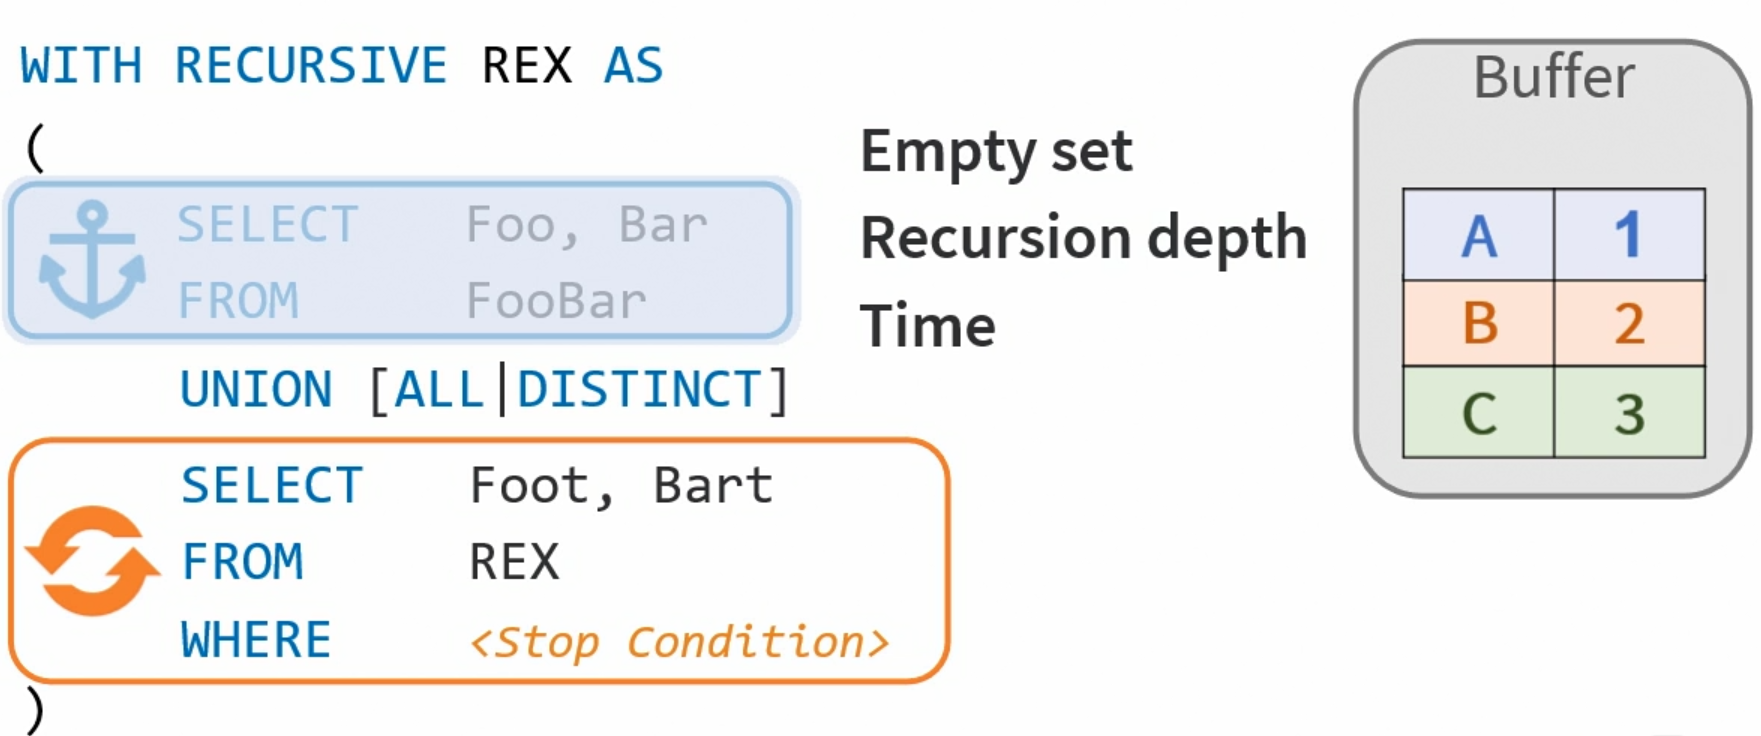 WITH RECURSIVE REX AS
(
SELECT Foo, Bar
FROM FooBar
UNION [ALL|DISTINCT]
SELECT Foot, Bart
FROM REX
WHERE <Stop Condition>
)
Empty set
Recursion depth
Time
Buffer
A 1
B 2
C 3